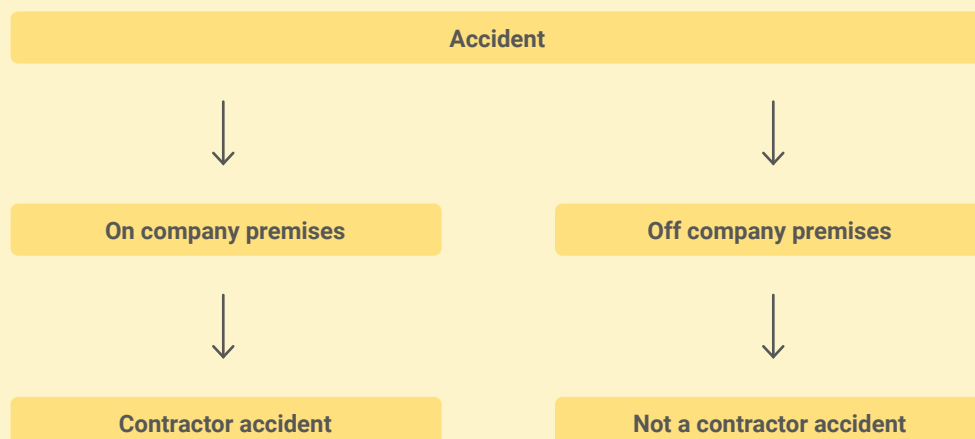 Accident
On company premises
Off company premises
Contractor accident
Not a contractor accident